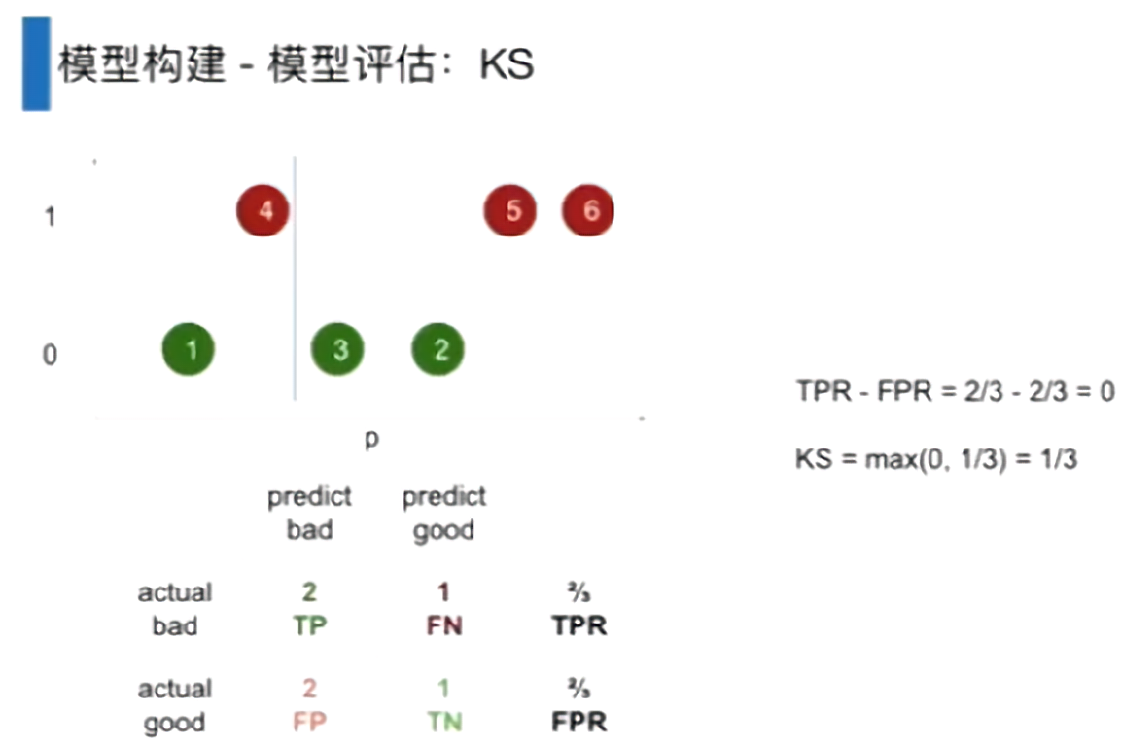 模型构建 - 模型评估：KS
1
4
5
6
0
1
3
2
p
TPR - FPR = 2/3 - 2/3 = 0
KS = max(0, 1/3) = 1/3
predict bad
predict good
actual bad
2 TP
1 FN
⅔ TPR
actual good
2 FP
1 TN
⅔ FPR